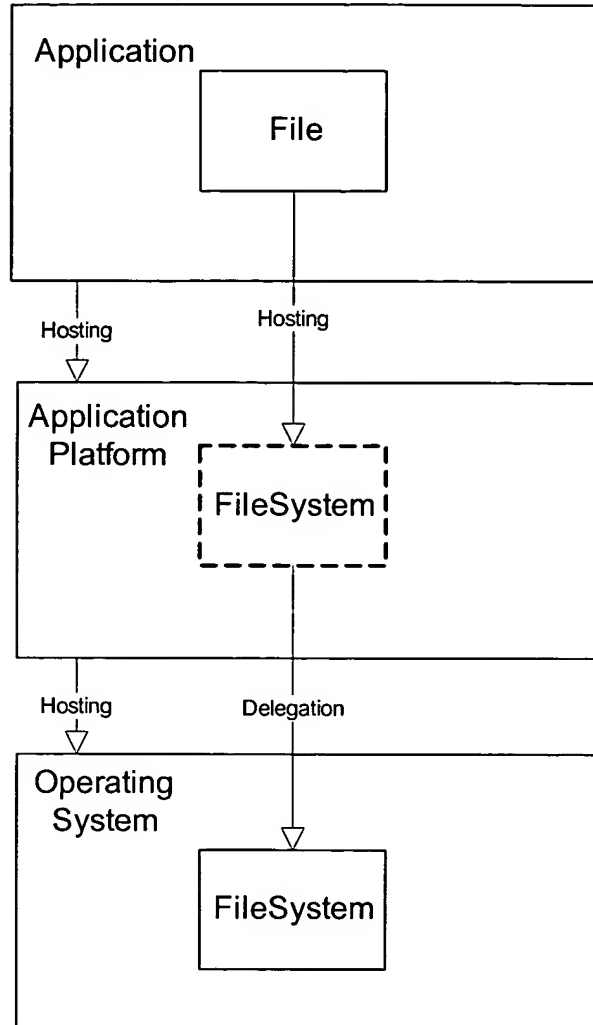 Application
File
Hosting
Hosting
Application
Platform
FileSystem
Hosting
Delegation
Operating
System
FileSystem